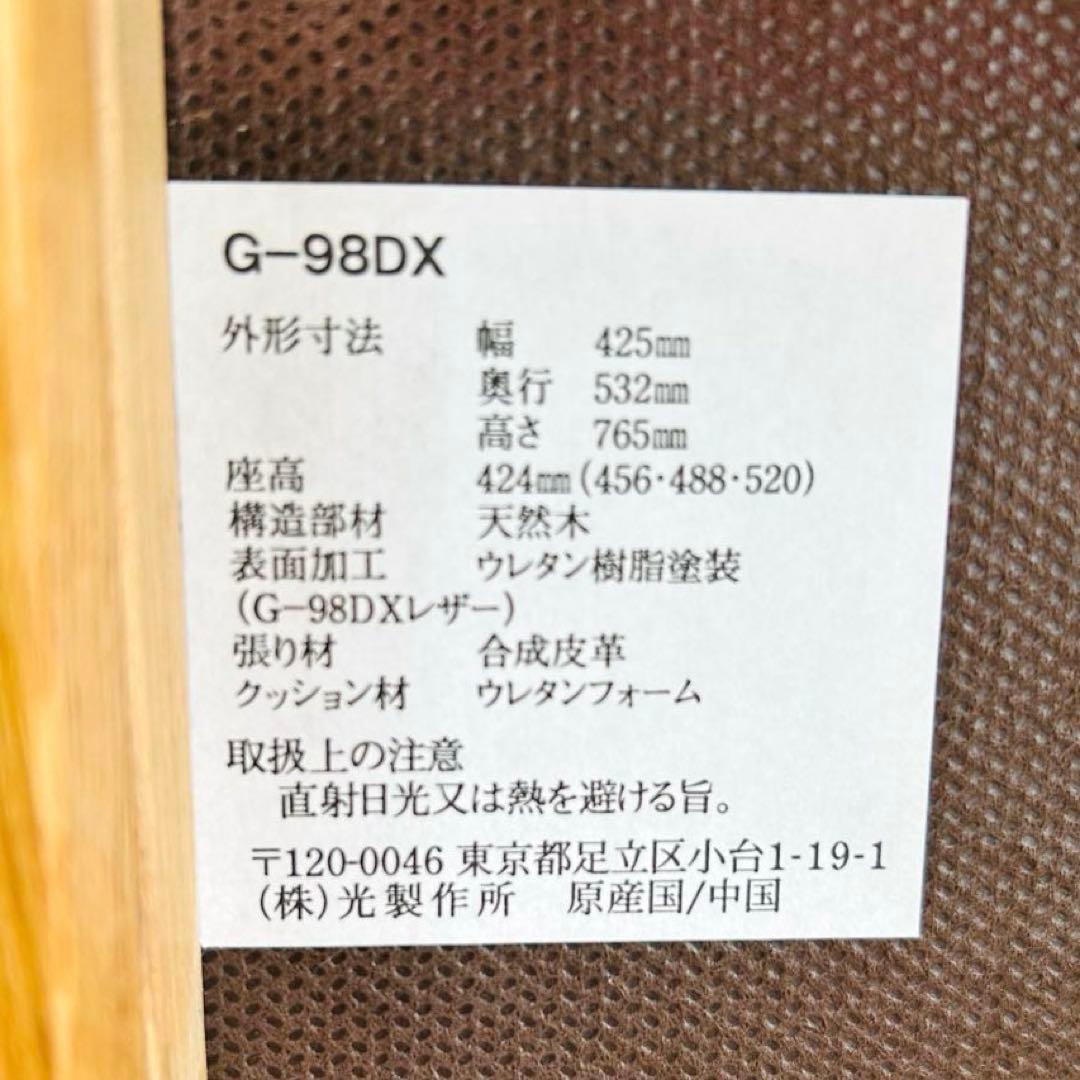 G-98DX
外形寸法 幅 425㎜
奥行 532㎜
高さ 765㎜
座高 424㎜(456·488·520)
構造部材 天然木
表面加工 ウレタン樹脂塗装
(G-98DXレザー)
張り材 合成皮革
クッション材 ウレタンフォーム
取扱上の注意
直射日光又は熱を避ける旨。
〒120-0046 東京都足立区小台1-19-1
(株)光製作所 原産国/中国